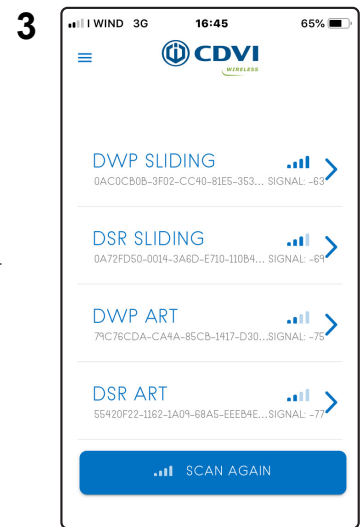 3
I WIND 3G 16:45 65%
CDVI
WIRELESS
DWP SLIDING
0AC0CB0B-3F02-CC40-81E5-353... SIGNAL: -63
DSR SLIDING
0A72FD50-0014-3A6D-E710-110B4... SIGNAL: -69
DWP ART
79C76CDA-CA4A-85CB-1417-D30... SIGNAL: -75
DSR ART
55420F22-1162-1A09-68A5-EEEB4E... SIGNAL: -77
SCAN AGAIN